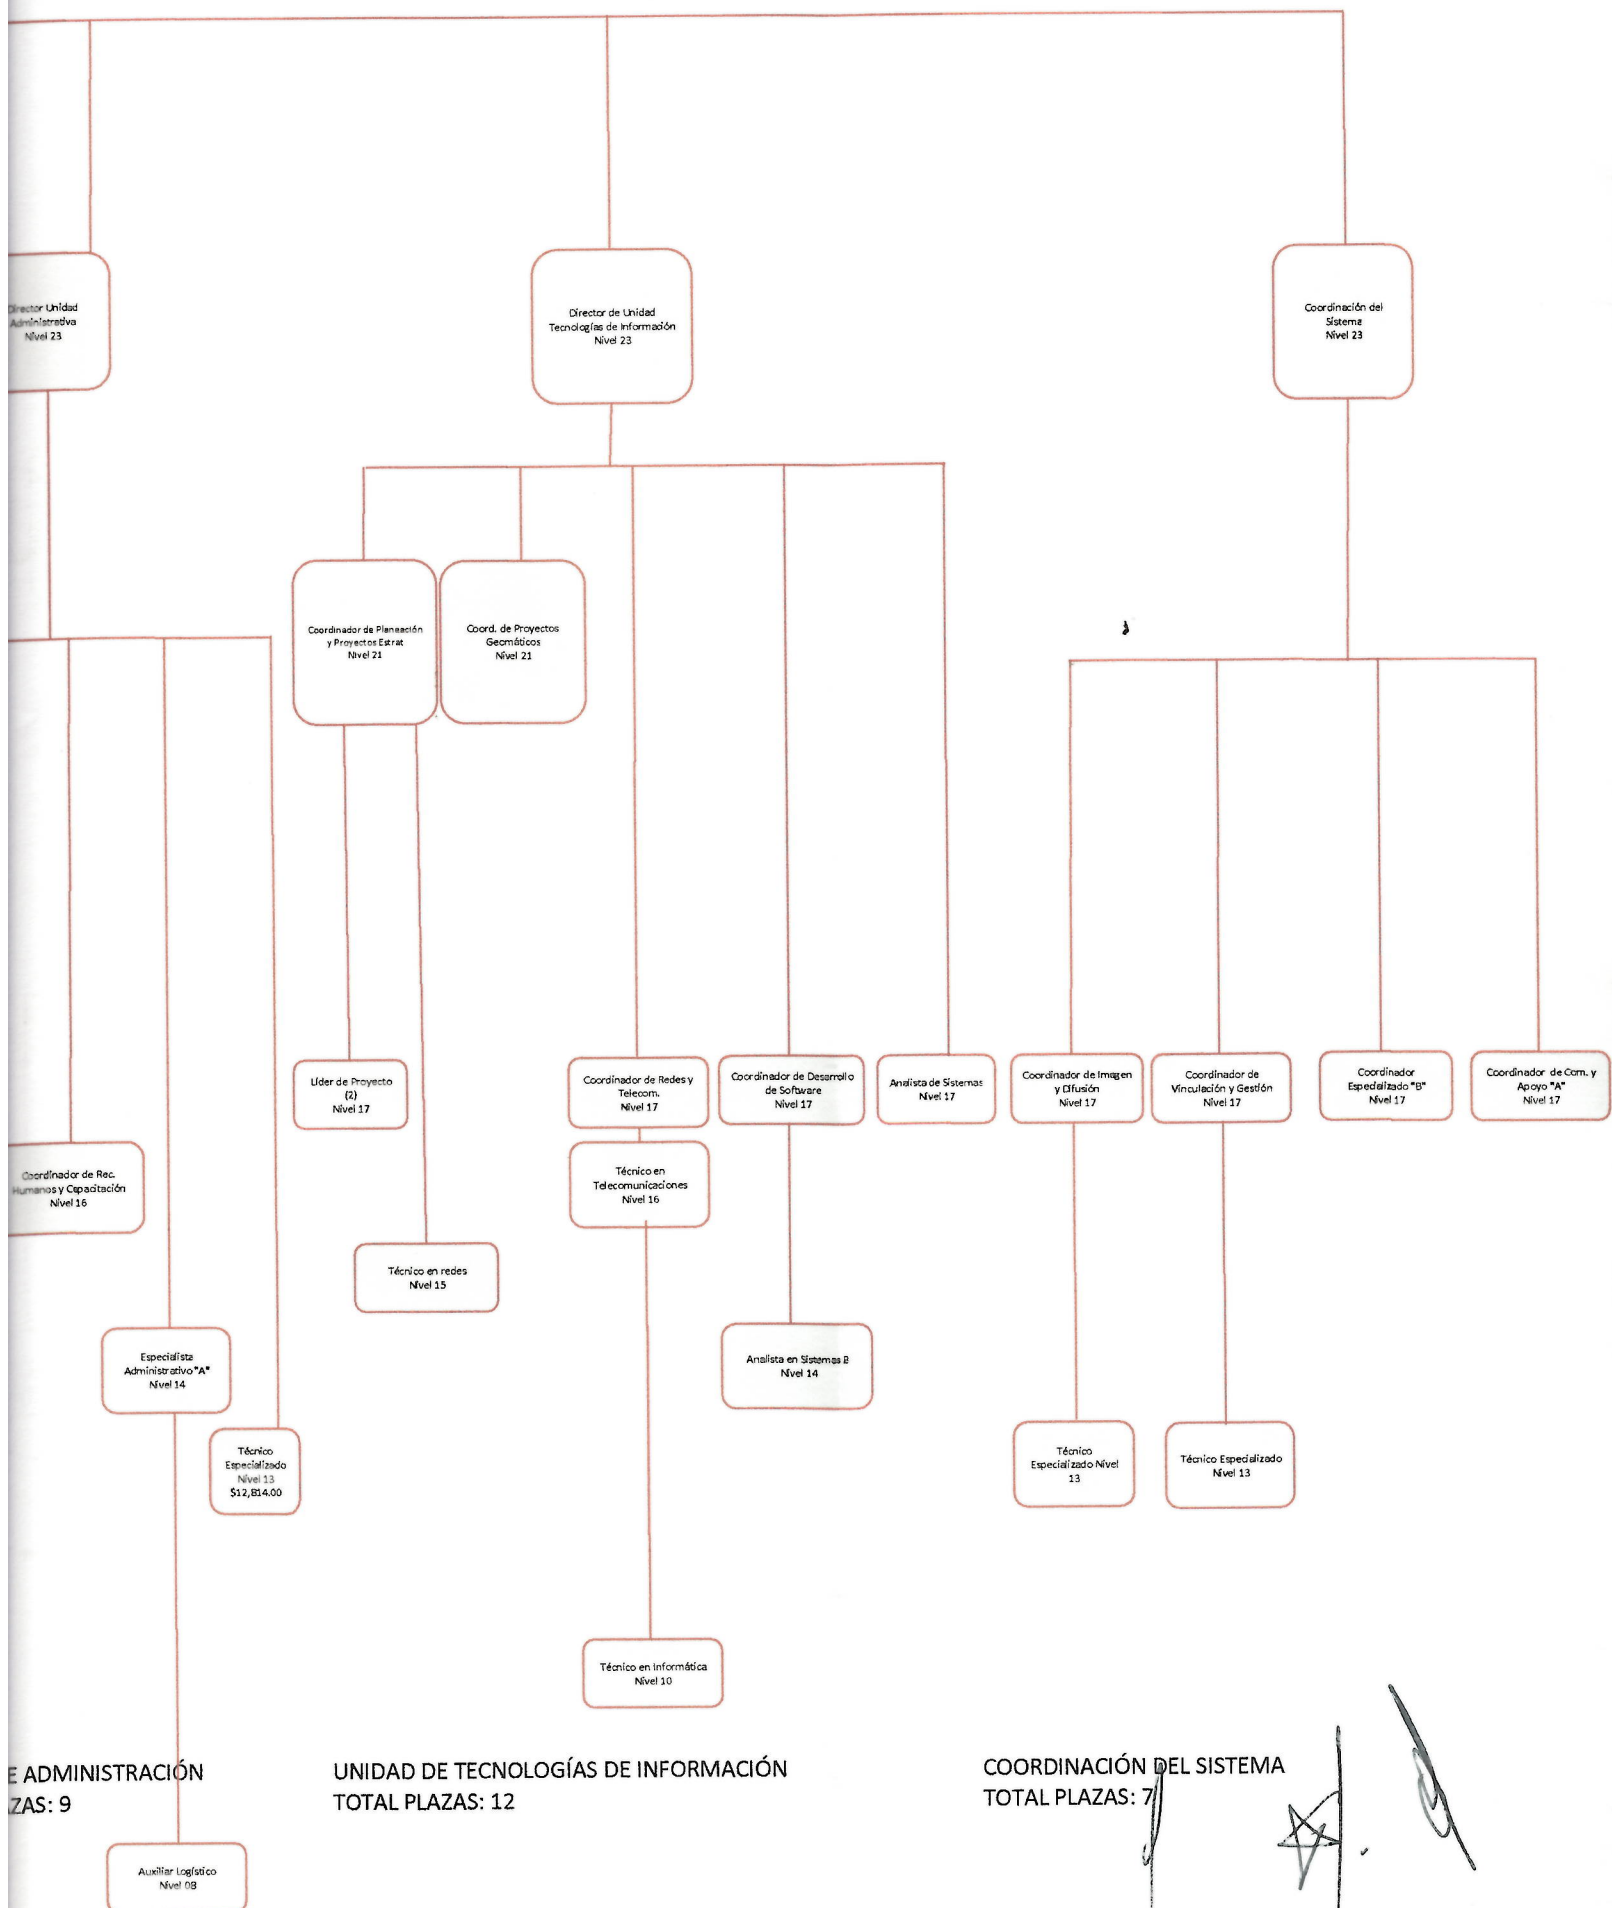 Director Unidad
Administrativa
Nivel 23
Director de Unidad
Tecnologías de Información
Nivel 23
Coordinación del
Sistema
Nivel 23
Coordinador de Planeación
y Proyectos Estrat
Nivel 21
Coord. de Proyectos
Geomáticos
Nivel 21
Líder de Proyecto
(2)
Nivel 17
Coordinador de Redes y
Telecom.
Nivel 17
Coordinador de Desarrollo
de Software
Nivel 17
Analista de Sistemas
Nivel 17
Coordinador de Imagen
y Difusión
Nivel 17
Coordinador de
Vinculación y Gestión
Nivel 17
Coordinador
Especializado "B"
Nivel 17
Coordinador de Com. y
Apoyo "A"
Nivel 17
Coordinador de Rec.
Humanos y Capacitación
Nivel 16
Técnico en
Telecomunicaciones
Nivel 16
Técnico en redes
Nivel 15
Especialista
Administrativo "A"
Nivel 14
Analista en Sistemas B
Nivel 14
Técnico
Especializado
Nivel 13
$12,814.00
Técnico
Especializado Nivel
13
Técnico Especializado
Nivel 13
Técnico en Informática
Nivel 10
E ADMINISTRACIÓN
ZAS: 9
UNIDAD DE TECNOLOGÍAS DE INFORMACIÓN
TOTAL PLAZAS: 12
COORDINACIÓN DEL SISTEMA
TOTAL PLAZAS: 7
Auxiliar Logístico
Nivel 08